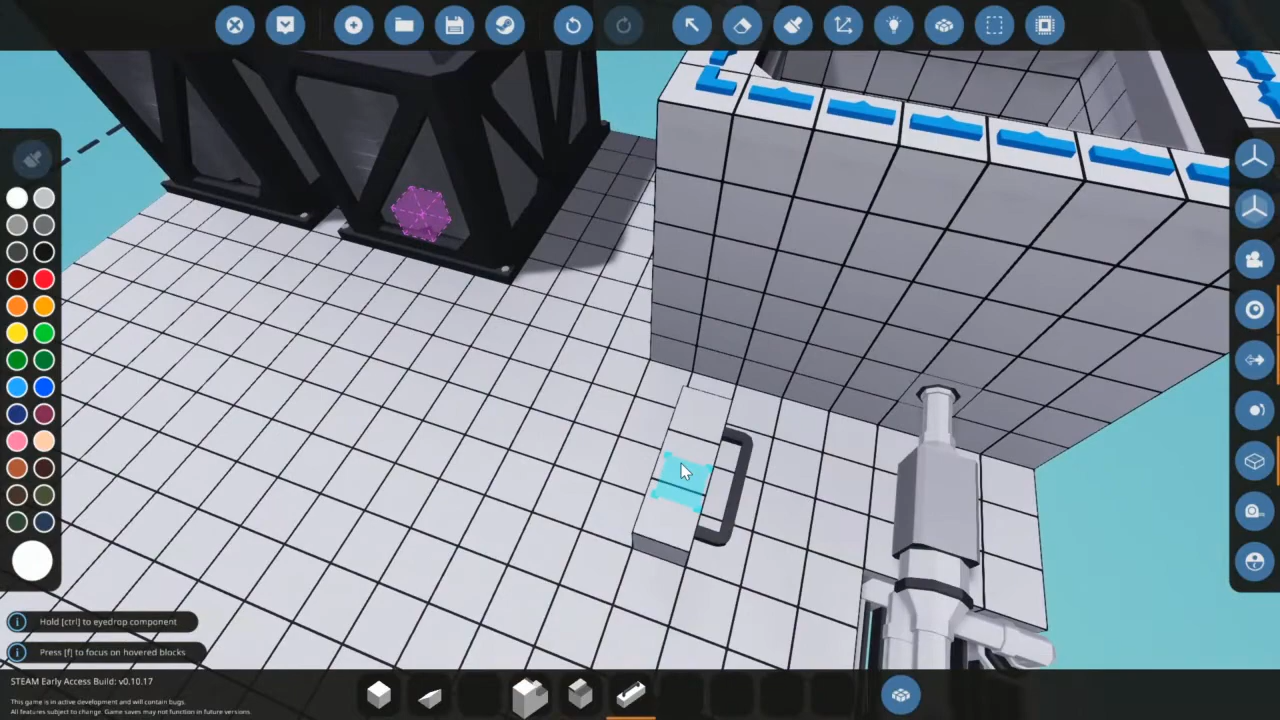 Hold [ctrl] to eyedrop component
Press [f] to focus on hovered blocks
STEAM Early Access Build: v0.10.17
This game is in active development and will contain bugs.
All features subject to change. Game saves may not function in future versions.